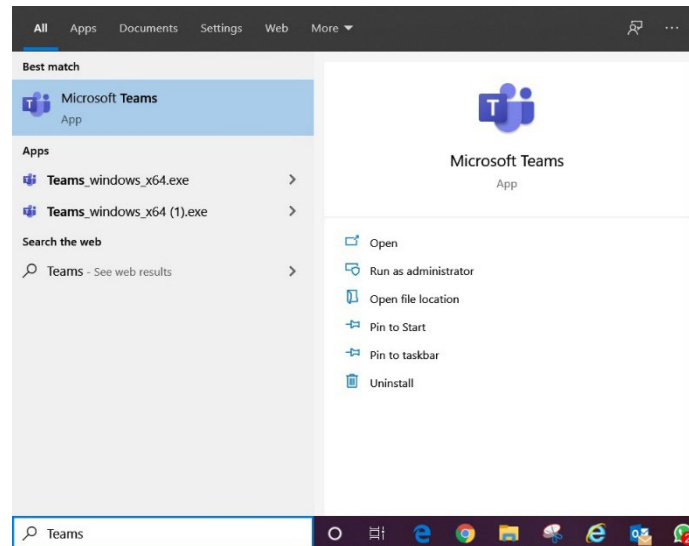 All Apps Documents Settings Web More
Best match
Microsoft Teams
App
Apps
Teams_windows_x64.exe
Teams_windows_x64 (1).exe
Search the web
Teams - See web results
T
Microsoft Teams
App
Open
Run as administrator
Open file location
Pin to Start
Pin to taskbar
Uninstall
Teams